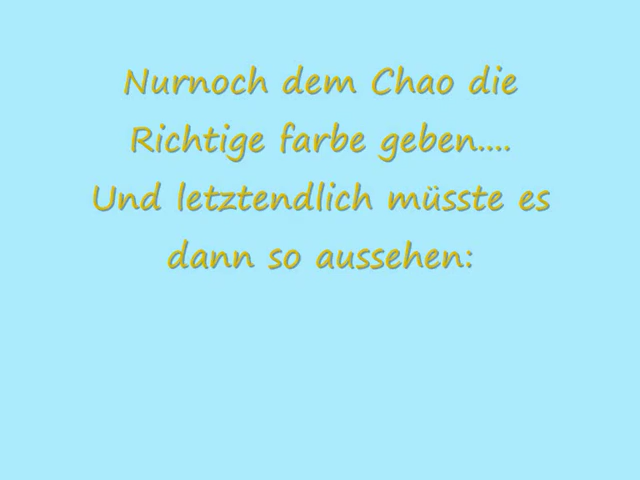 Nurnoch dem Chao die
Richtige farbe geben....
Und letztendlich müsste es
dann so aussehen: